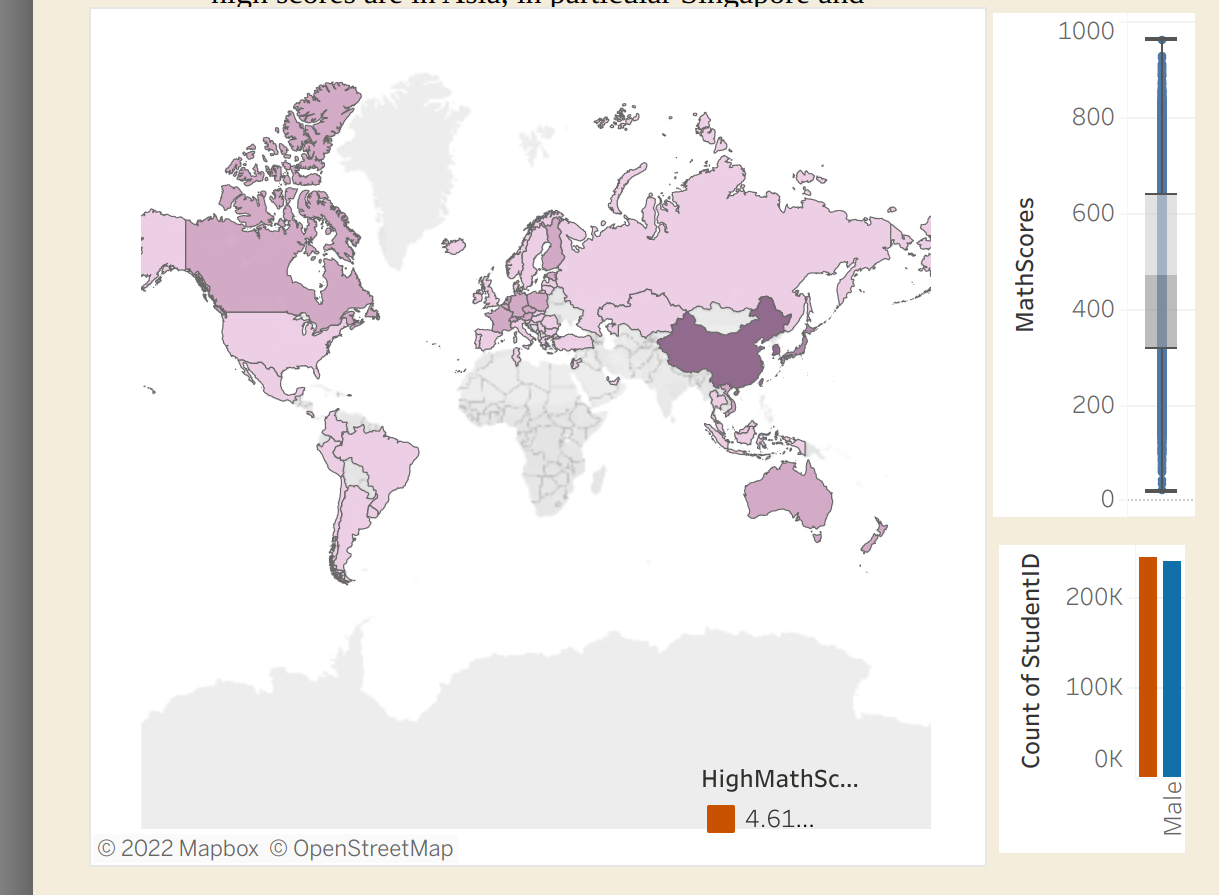 high scores are in Asia, in particular Singapore and
HighMathSc...
4.61...
© 2022 Mapbox © OpenStreetMap
MathScores
1000
800
600
400
200
0
Count of StudentID
200K
100K
0K
Male